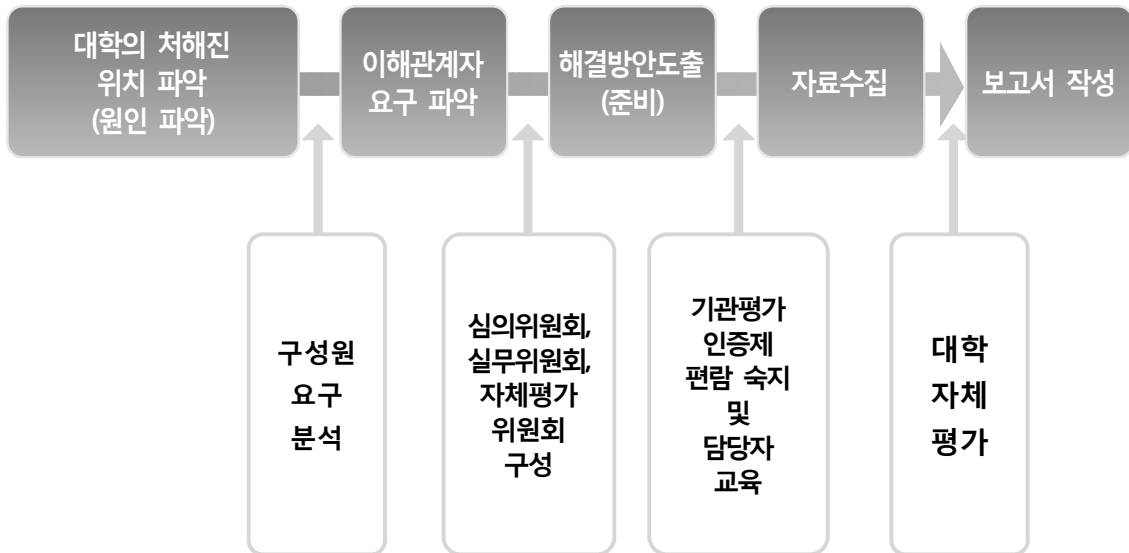 대학의 처해진
위치 파악
(원인 파악)
이해관계자
요구 파악
해결방안도출
(준비)
자료수집
보고서 작성
구성원
요구
분석
심의위원회,
실무위원회,
자체평가
위원회
구성
기관평가
인증제
편람 숙지
및
담당자
교육
대학
자체
평가